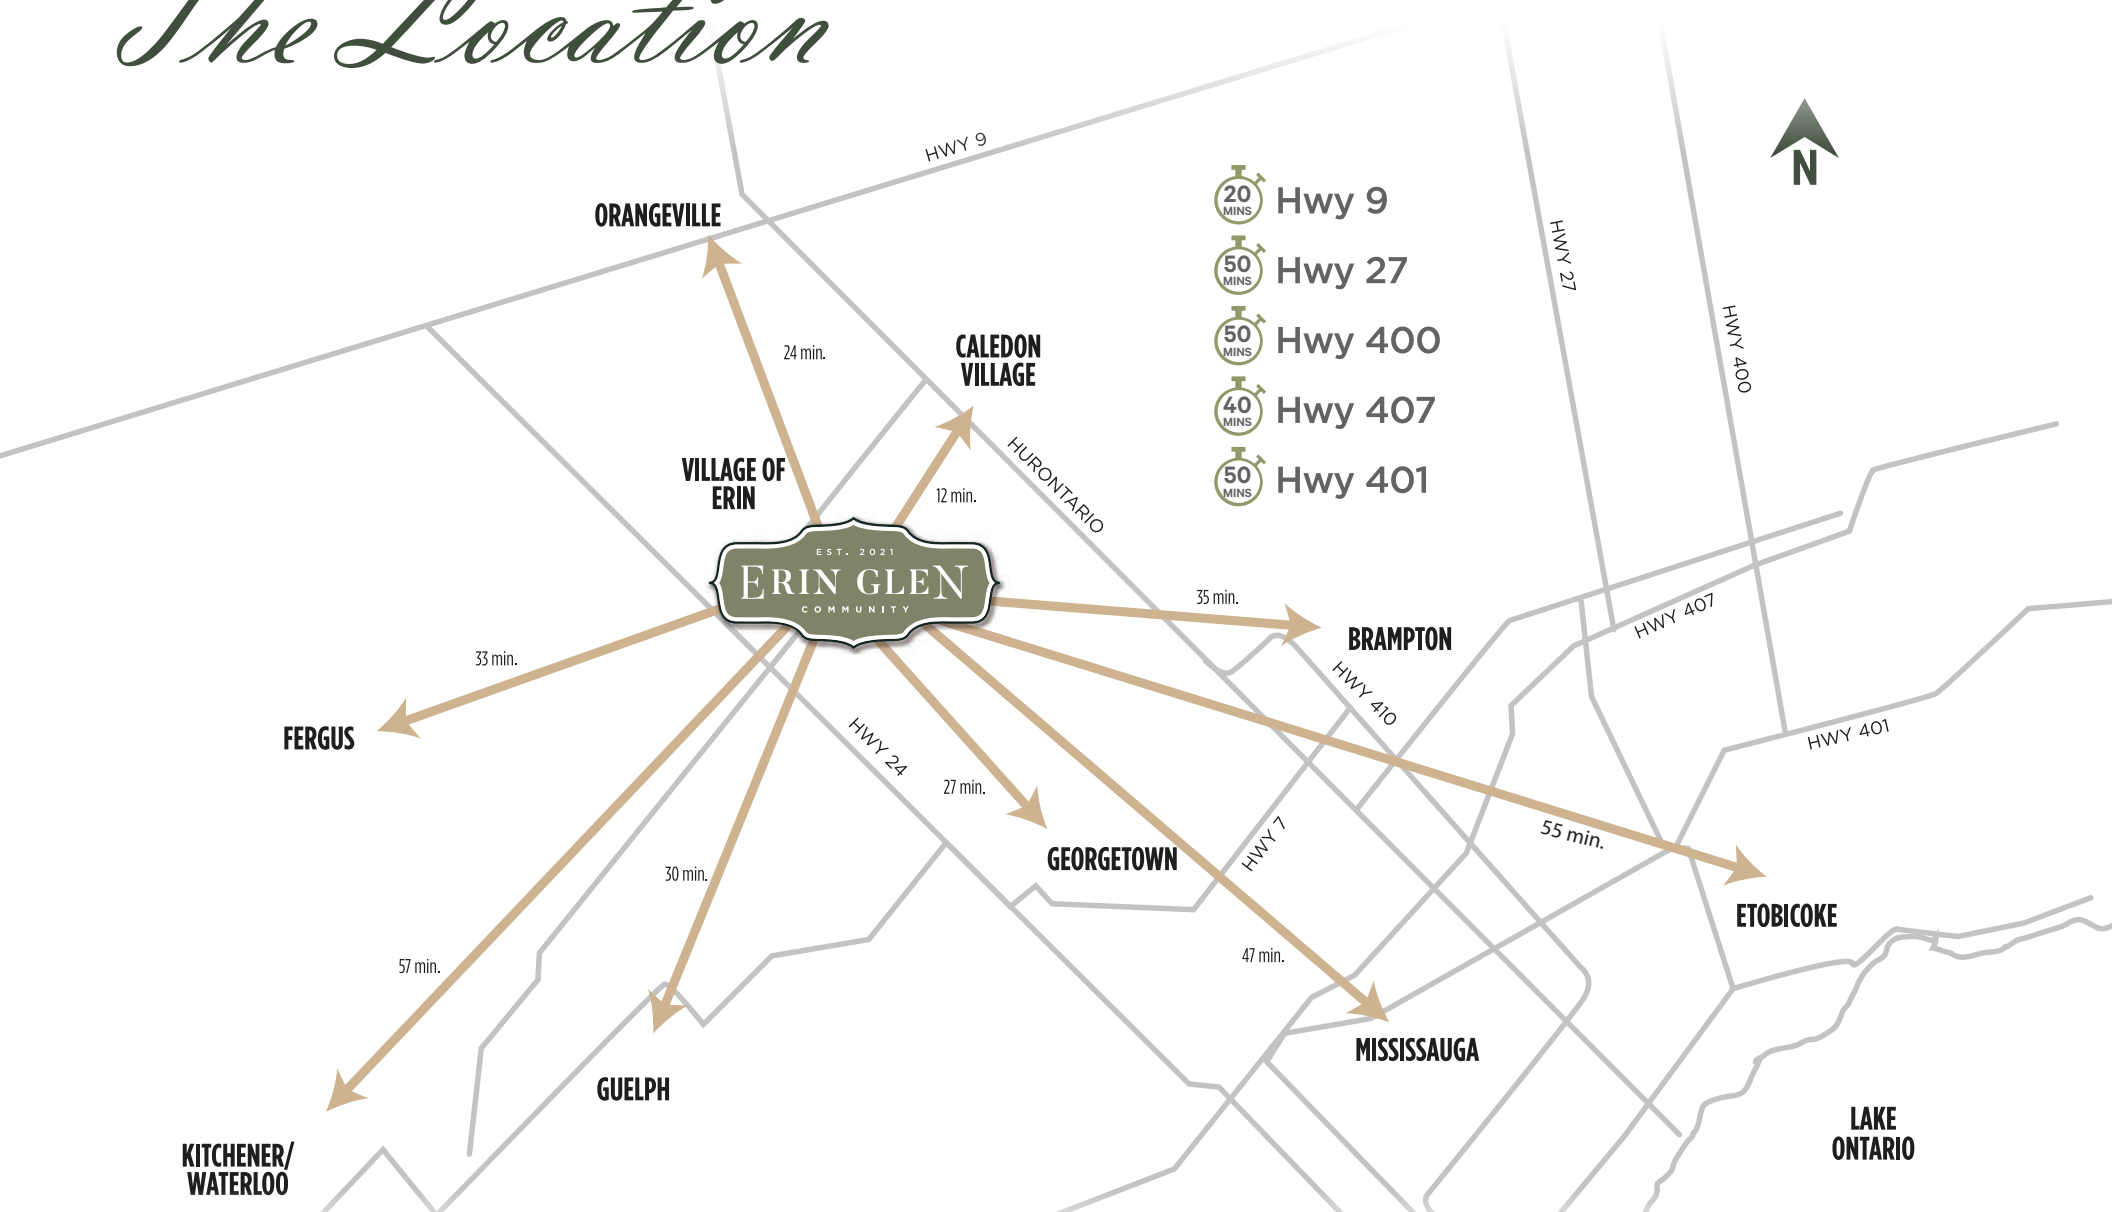 The Location
HWY 9
N
20
MINS
Hwy 9
50
MINS
Hwy 27
50
MINS
Hwy 400
40
MINS
Hwy 407
50
MINS
Hwy 401
HWY 27
HWY 400
ORANGEVILLE
24 min.
CALEDON
VILLAGE
12 min.
HURONTARIO
VILLAGE OF
ERIN
EST. 2021
ERIN GLEN
COMMUNITY
35 min.
BRAMPTON
HWY 407
33 min.
FERGUS
HWY 24
HWY 410
HWY 401
27 min.
GEORGETOWN
HWY 7
55 min.
ETOBICOKE
30 min.
57 min.
47 min.
MISSISSAUGA
GUELPH
KITCHENER/
WATERLOO
LAKE
ONTARIO